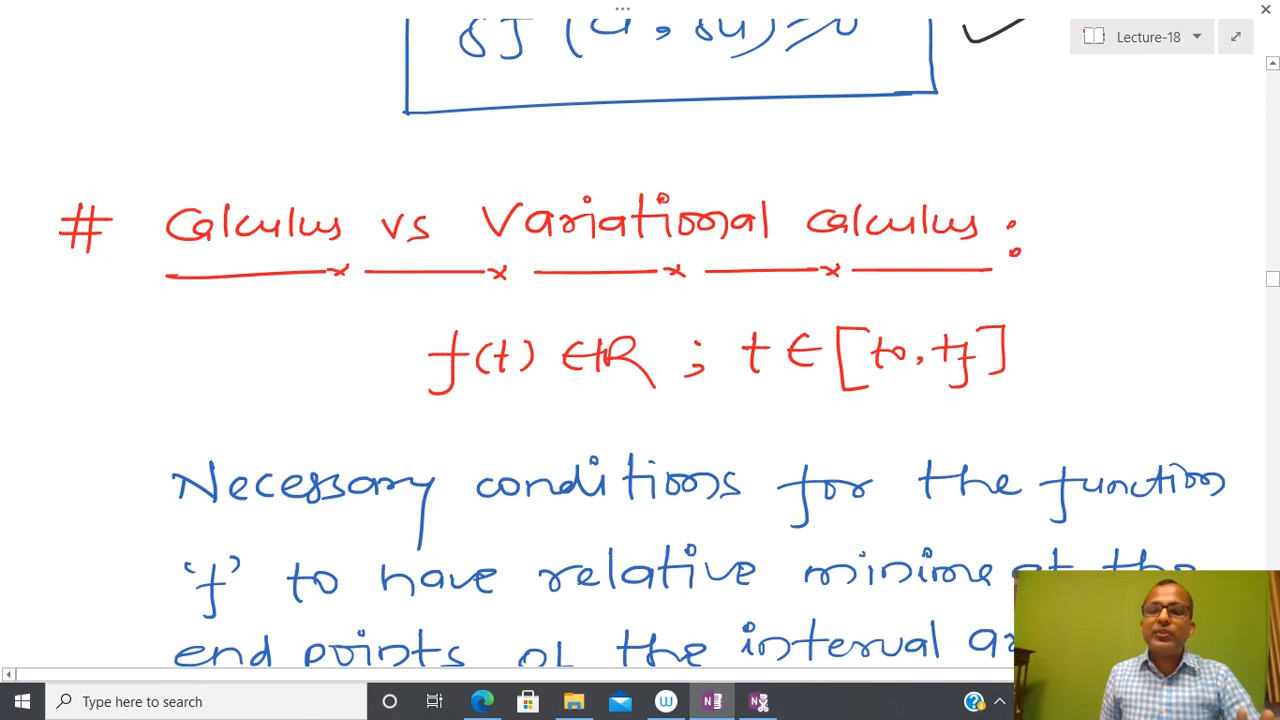 Lecture-18
# Calculus vs Variational Calculus :
f(t) ∈ R ; t ∈ [to, tf]
Necessary conditions for the function
'f' to have relative minima at the
end points of the interval
Type here to search